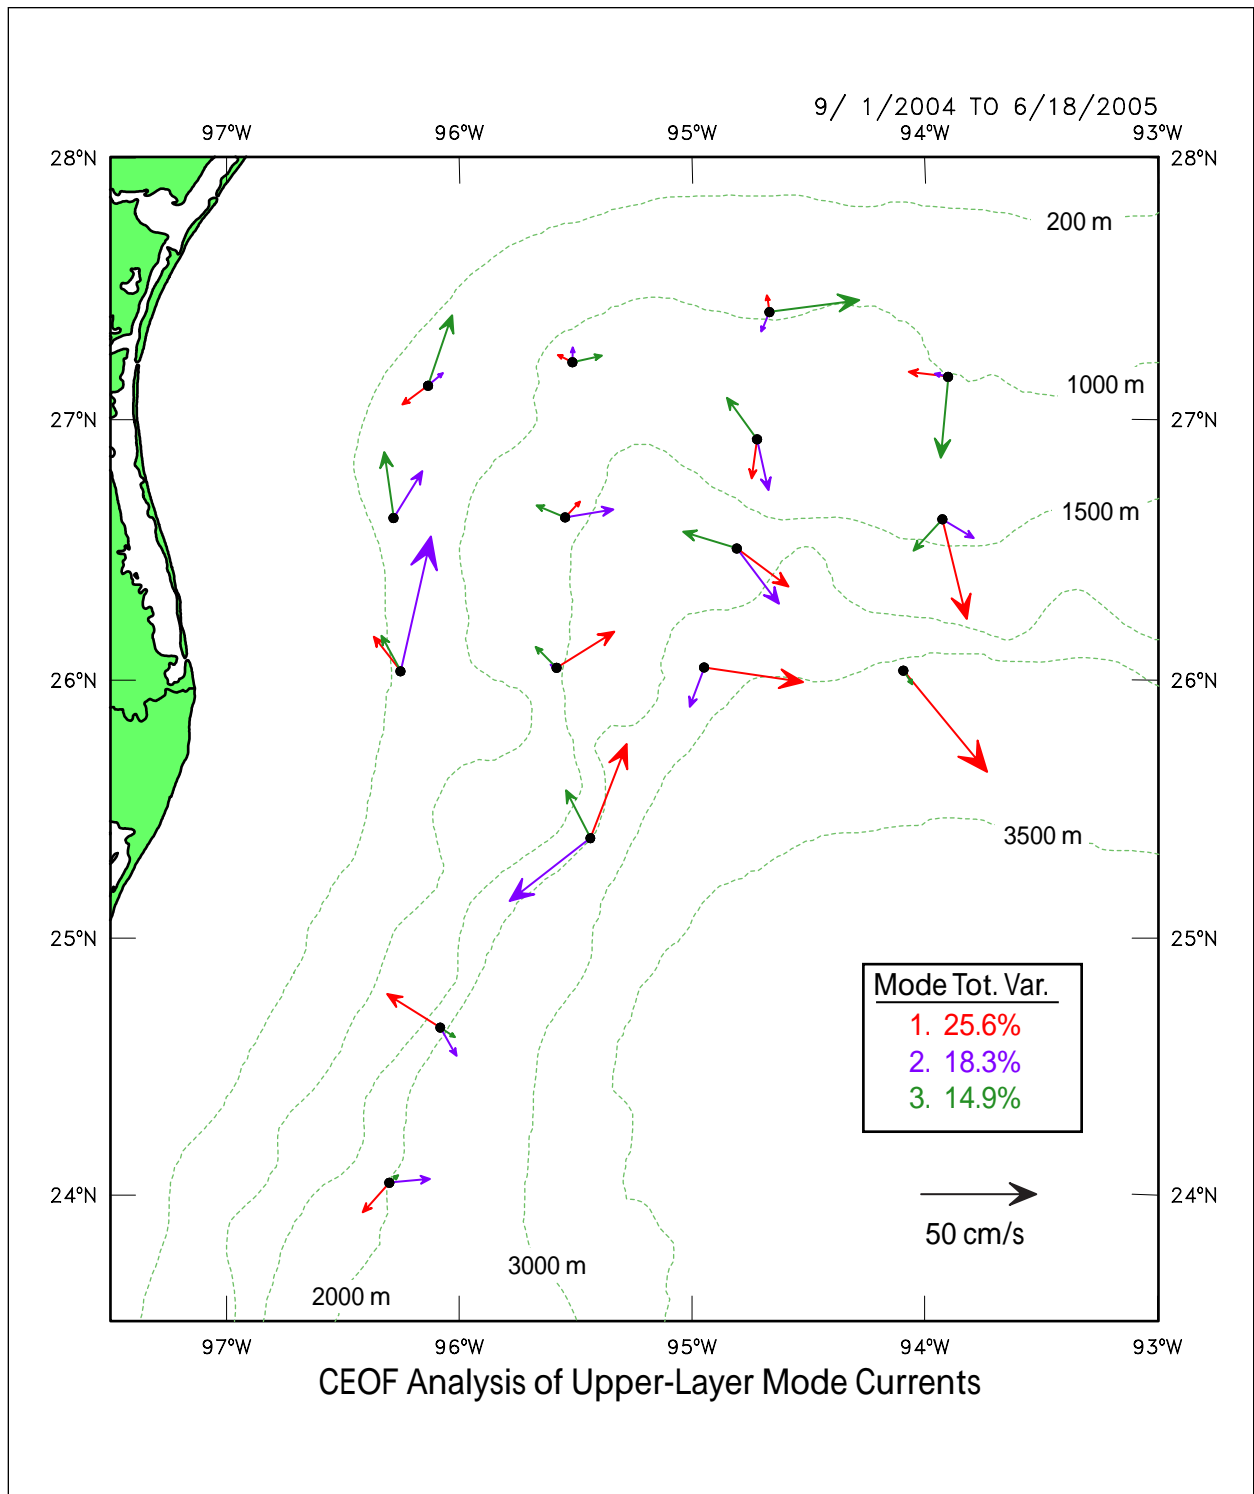 9/ 1/2004 TO 6/18/2005
97°W 96°W 95°W 94°W 93°W
28°N 28°N
200 m
1000 m
27°N 27°N
1500 m
26°N 26°N
3500 m
25°N 25°N
Mode Tot. Var.
1. 25.6%
2. 18.3%
3. 14.9%
24°N 24°N
50 cm/s
3000 m
2000 m
97°W 96°W 95°W 94°W 93°W
CEOF Analysis of Upper-Layer Mode Currents